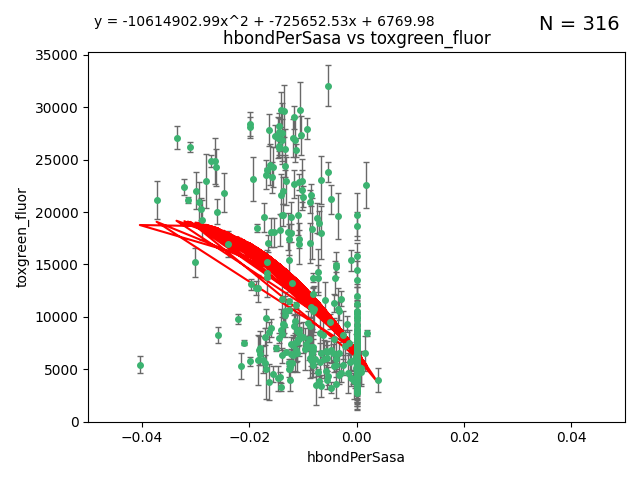 y = -10614902.99x^2 + -725652.53x + 6769.98
N = 316
hbondPerSasa vs toxgreen_fluor
35000
30000
25000
20000
15000
10000
5000
0
toxgreen_fluor
−0.04
−0.02
0.00
0.02
0.04
hbondPerSasa